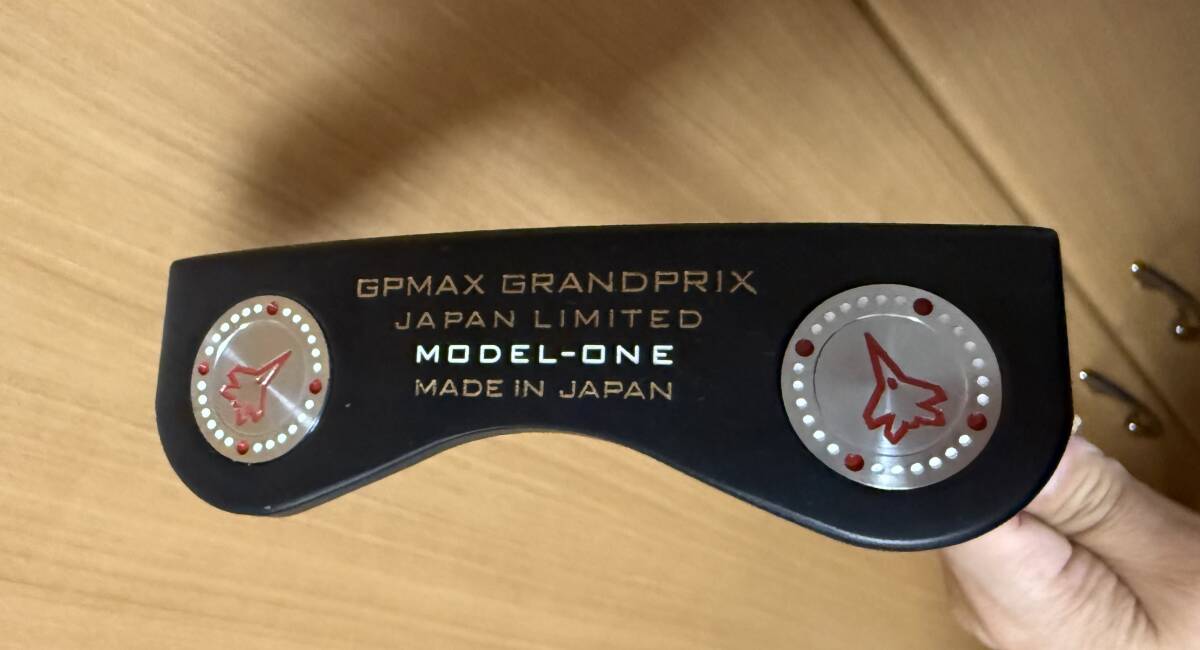 GPMAX GRANDPRIX
JAPAN LIMITED
MODEL-ONE
MADE IN JAPAN